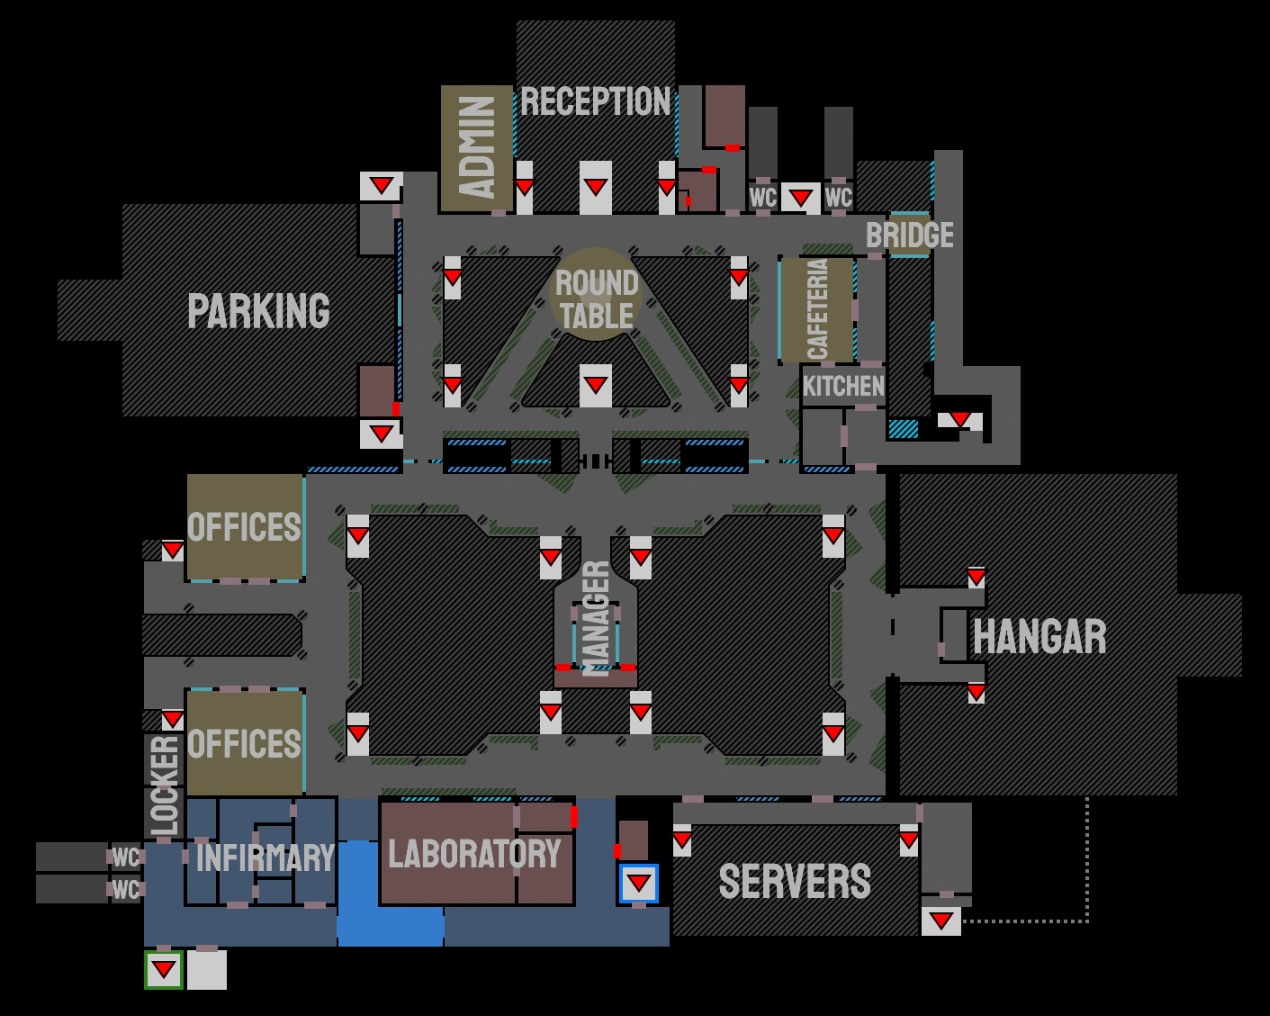 RECEPTION
ADMIN
WC
WC
BRIDGE
ROUND
TABLE
CAFETERIA
PARKING
KITCHEN
OFFICES
MANAGER
HANGAR
OFFICES
LOCKER
INFIRMARY
LABORATORY
WC
WC
SERVERS